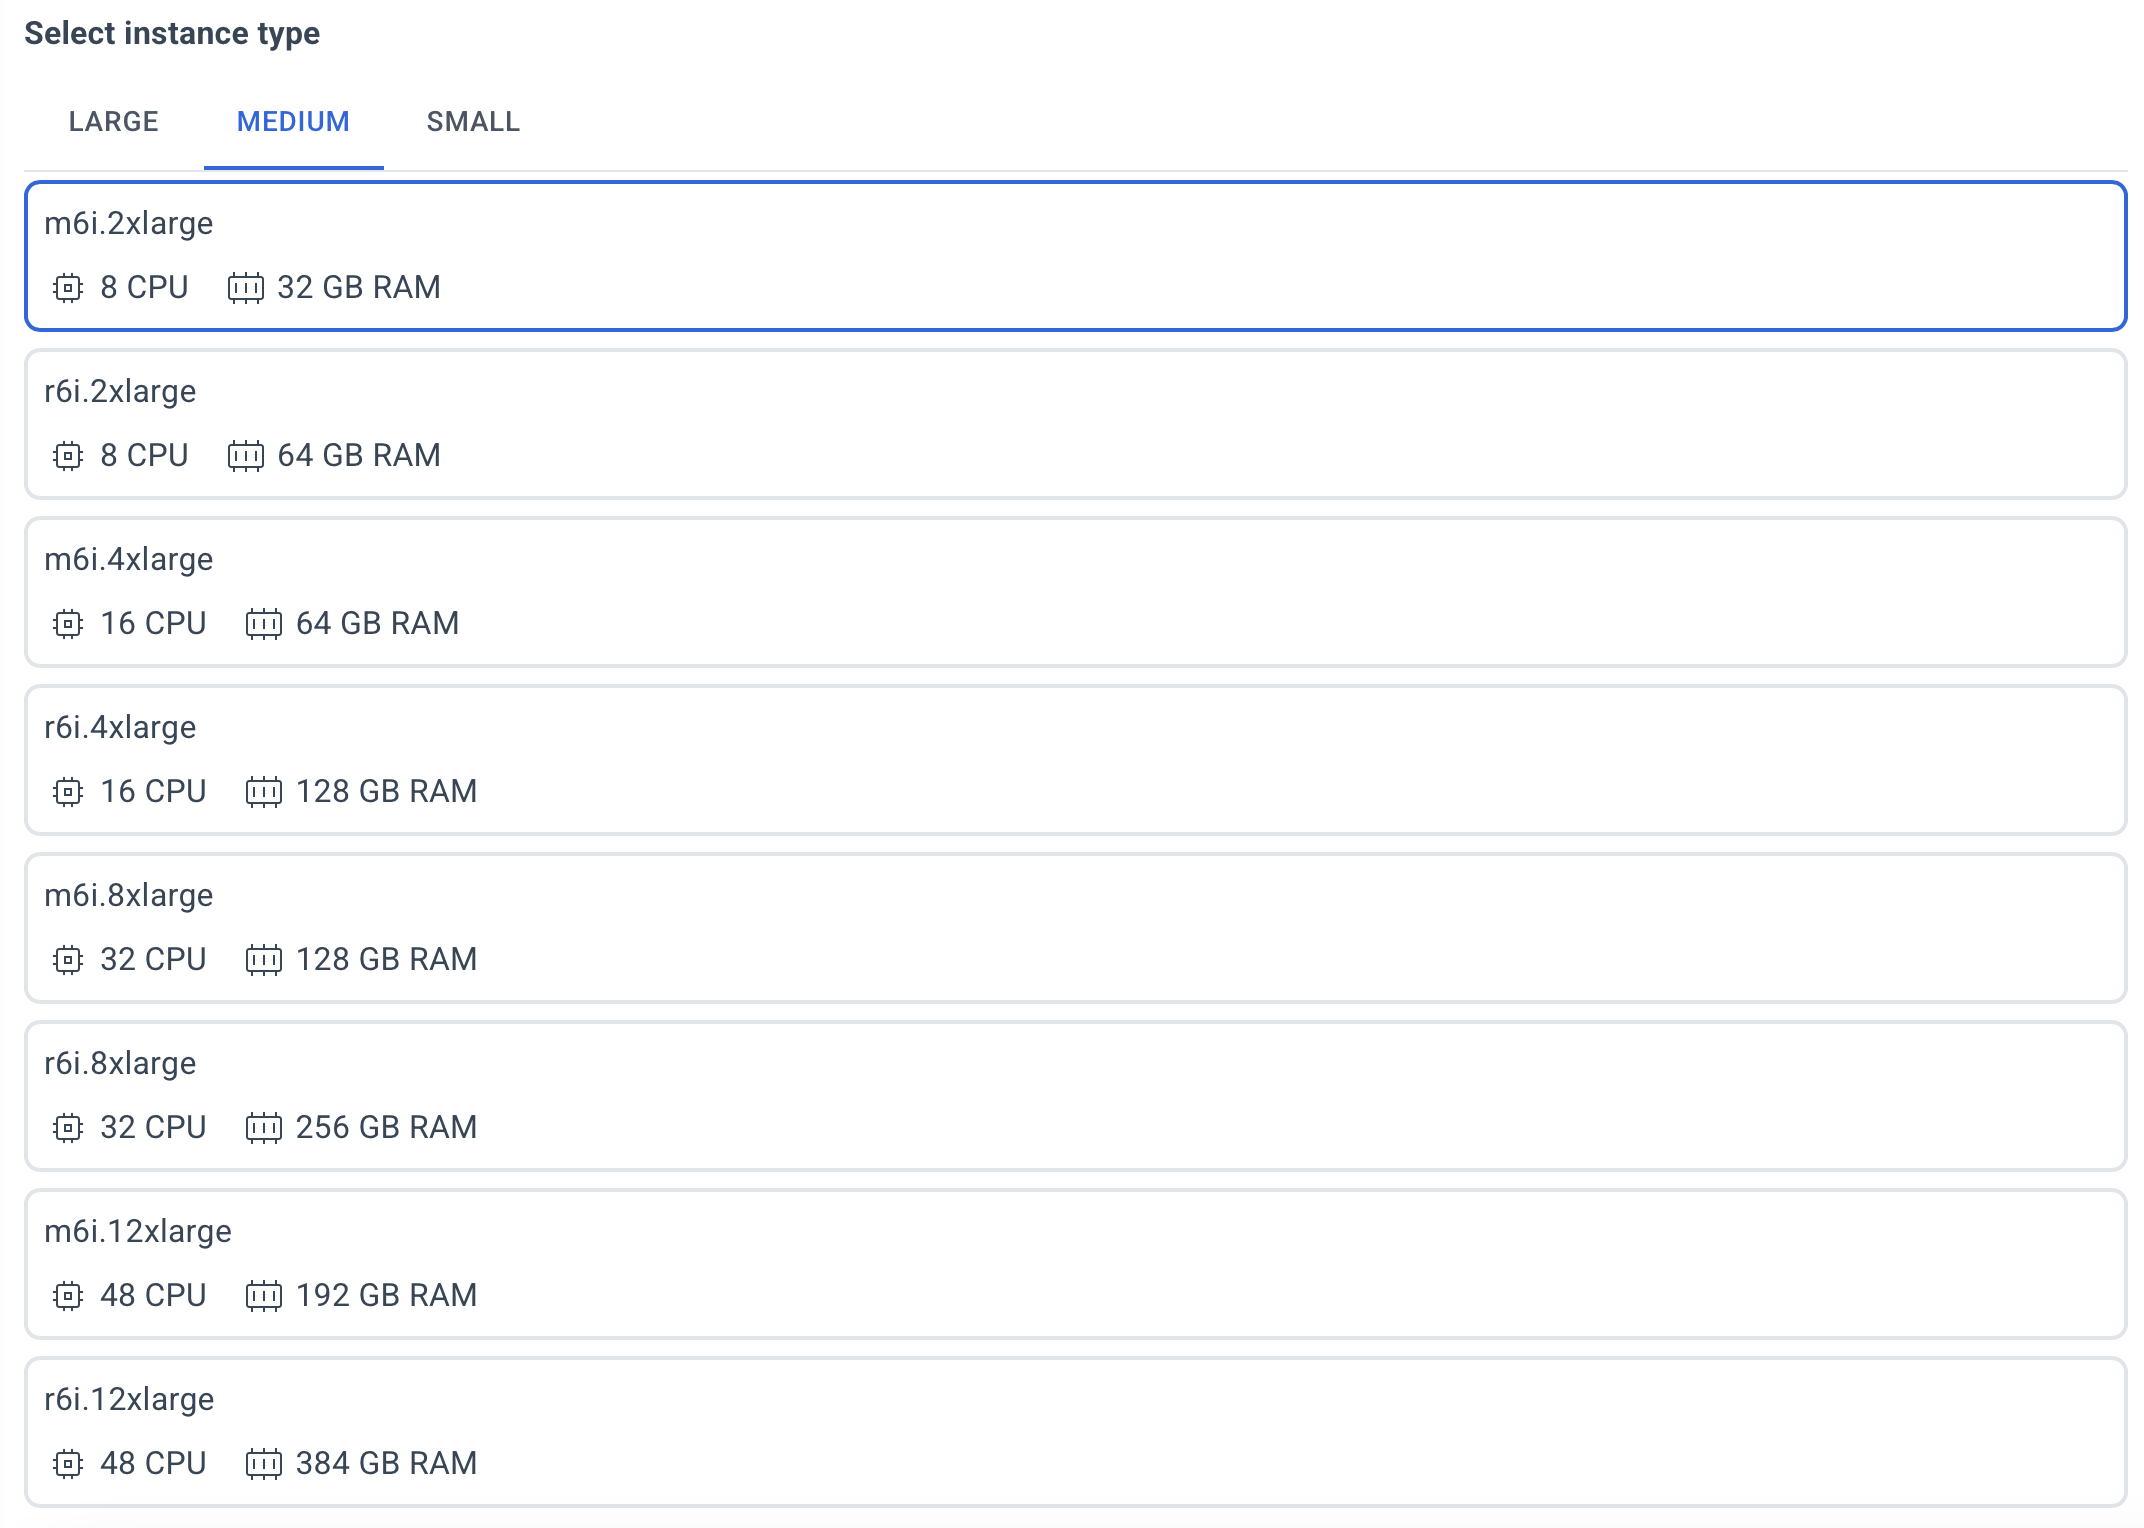 Select instance type
LARGE MEDIUM SMALL
m6i.2xlarge
8 CPU 32 GB RAM
r6i.2xlarge
8 CPU 64 GB RAM
m6i.4xlarge
16 CPU 64 GB RAM
r6i.4xlarge
16 CPU 128 GB RAM
m6i.8xlarge
32 CPU 128 GB RAM
r6i.8xlarge
32 CPU 256 GB RAM
m6i.12xlarge
48 CPU 192 GB RAM
r6i.12xlarge
48 CPU 384 GB RAM